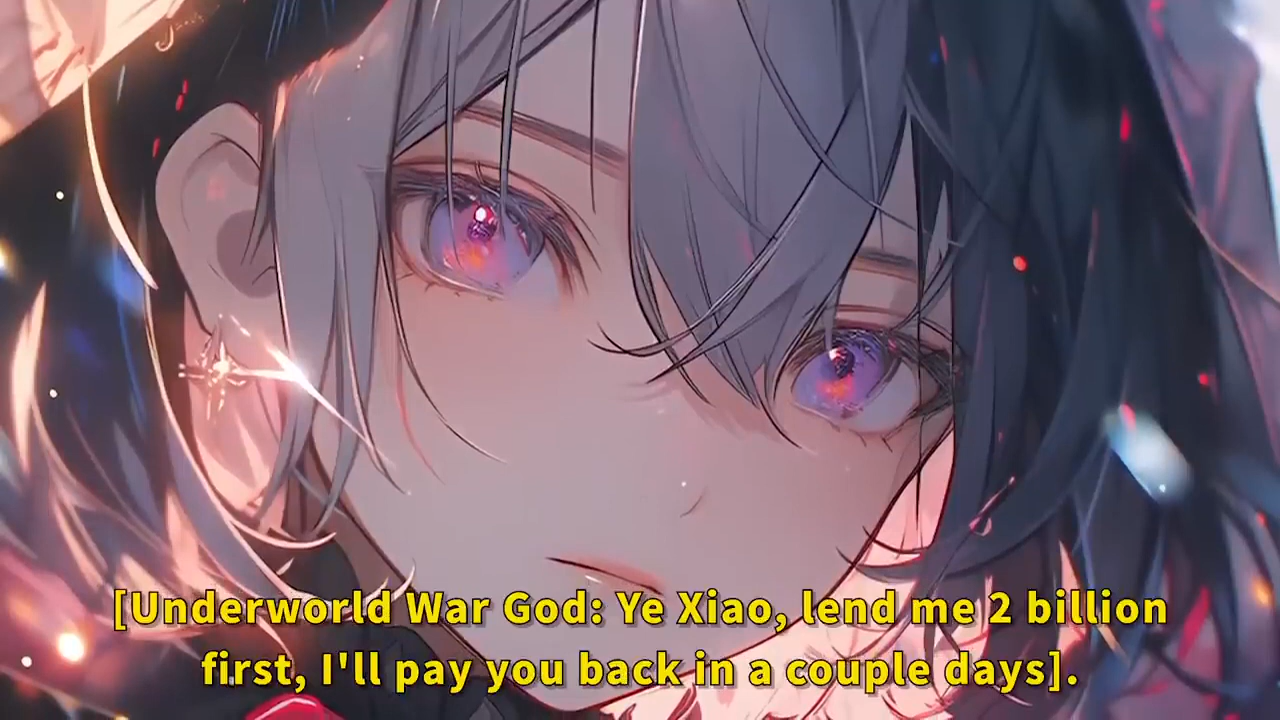 [Underworld War God: Ye Xiao, lend me 2 billion
first, I'll pay you back in a couple days].